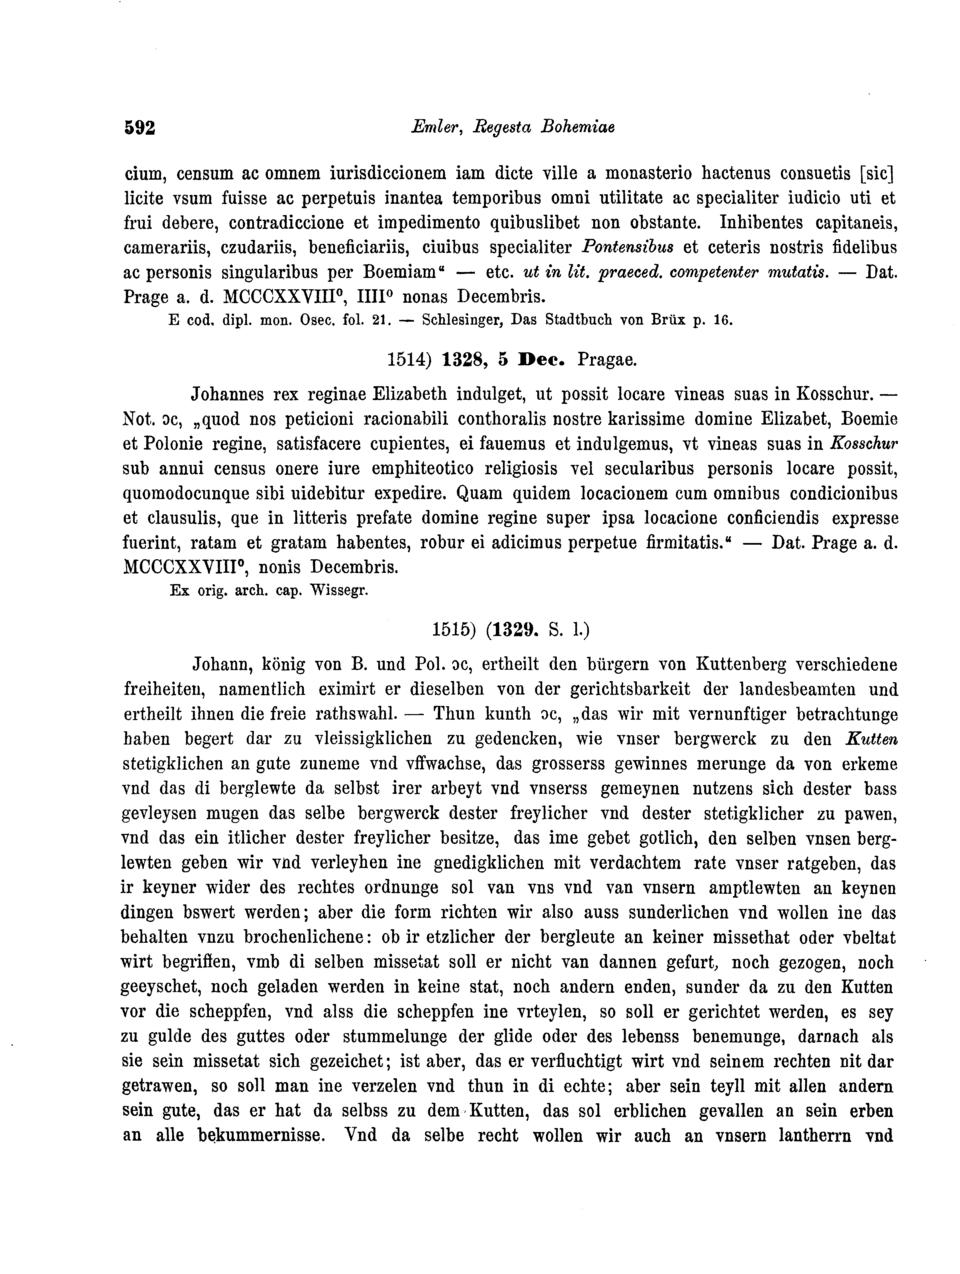 592 Emler, Regesta Bohemiae
cium, censum ac omnem iurisdiccionem iam dicte ville a monasterio hactenus consuetis [sic]
licite vsum fuisse ac perpetuis inantea temporibus omni utilitate ac specialiter iudicio uti et
frui debere, contradiccione et impedimento quibuslibet non obstante. Inhibentes capitaneis,
camerariis, czudariis, beneficiariis, ciuibus specialiter Pontensibus et ceteris nostris fidelibus
ac personis singularibus per Boemiam“ — etc. ut in lit. praeced. competenter mutatis. — Dat.
Prage a. d. MCCCXXVIII⁰, IIII⁰ nonas Decembris.
E cod. dipl. mon. Osec. fol. 21. — Schlesinger, Das Stadtbuch von Brüx p. 16.
1514) 1328, 5 Dec. Pragae.
Johannes rex reginae Elizabeth indulget, ut possit locare vineas suas in Kosschur. —
Not. ɔc, „quod nos peticioni racionabili conthoralis nostre karissime domine Elizabet, Boemie
et Polonie regine, satisfacere cupientes, ei fauemus et indulgemus, vt vineas suas in Kosschur
sub annui census onere iure emphiteotico religiosis vel secularibus personis locare possit,
quomodocunque sibi uidebitur expedire. Quam quidem locacionem cum omnibus condicionibus
et clausulis, que in litteris prefate domine regine super ipsa locacione conficiendis expresse
fuerint, ratam et gratam habentes, robur ei adicimus perpetue firmitatis.“ — Dat. Prage a. d.
MCCCXXVIII⁰, nonis Decembris.
Ex orig. arch. cap. Wissegr.
1515) (1329. S. l.)
Johann, könig von B. und Pol. ɔc, ertheilt den bürgern von Kuttenberg verschiedene
freiheiten, namentlich eximirt er dieselben von der gerichtsbarkeit der landesbeamten und
ertheilt ihnen die freie rathswahl. — Thun kunth ɔc, „das wir mit vernunftiger betrachtunge
haben begert dar zu vleissigklichen zu gedencken, wie vnser bergwerck zu den Kutten
stetigklichen an gute zuneme vnd vffwachse, das grosserss gewinnes merunge da von erkeme
vnd das di berglewte da selbst irer arbeyt vnd vnserss gemeynen nutzens sich dester bass
gevleysen mugen das selbe bergwerck dester freylicher vnd dester stetigklicher zu pawen,
vnd das ein itlicher dester freylicher besitze, das ime gebet gotlich, den selben vnsen berg-
lewten geben wir vnd verleyhen ine gnedigklichen mit verdachtem rate vnser ratgeben, das
ir keyner wider des rechtes ordnunge sol van vns vnd van vnsern amptlewten an keynen
dingen bswert werden; aber die form richten wir also auss sunderlichen vnd wollen ine das
behalten vnzu brochenlichene: ob ir etzlicher der bergleute an keiner missethat oder vbeltat
wirt begriffen, vmb di selben missetat soll er nicht van dannen gefurt, noch gezogen, noch
geeyschet, noch geladen werden in keine stat, noch andern enden, sunder da zu den Kutten
vor die scheppfen, vnd alss die scheppfen ine vrteylen, so soll er gerichtet werden, es sey
zu gulde des guttes oder stummelunge der glide oder des lebenss benemunge, darnach als
sie sein missetat sich gezeichet; ist aber, das er verfluchtigt wirt vnd seinem rechten nit dar
getrawen, so soll man ine verzelen vnd thun in di echte; aber sein teyll mit allen andern
sein gute, das er hat da selbss zu dem Kutten, das sol erblichen gevallen an sein erben
an alle bekummernisse. Vnd da selbe recht wollen wir auch an vnsern lantherrn vnd